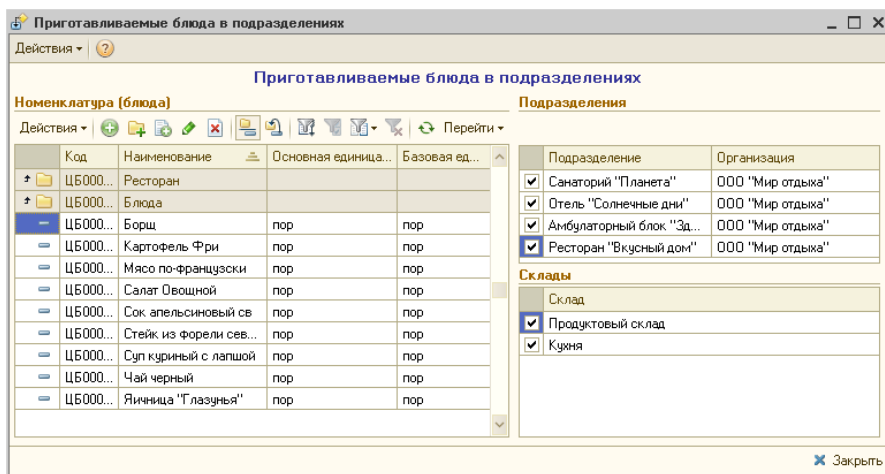 Приготавливаемые блюда в подразделениях
Действия
Приготавливаемые блюда в подразделениях
Номенклатура (блюда)
Действия Перейти
Код Наименование Основная единица... Базовая ед...
ЦБ000... Ресторан
ЦБ000... Блюда
ЦБ000... Борщ пор пор
ЦБ000... Картофель Фри пор пор
ЦБ000... Мясо по-французски пор пор
ЦБ000... Салат Овощной пор пор
ЦБ000... Сок апельсиновый св пор пор
ЦБ000... Стейк из форели сев... пор пор
ЦБ000... Суп куриный с лапшой пор пор
ЦБ000... Чай черный пор пор
ЦБ000... Яичница "Глазунья" пор пор
Подразделения
Подразделение Организация
Санаторий "Планета" ООО "Мир отдыха"
Отель "Солнечные дни" ООО "Мир отдыха"
Амбулаторный блок "Зд... ООО "Мир отдыха"
Ресторан "Вкусный дом" ООО "Мир отдыха"
Склады
Склад
Продуктовый склад
Кухня
Закрыть